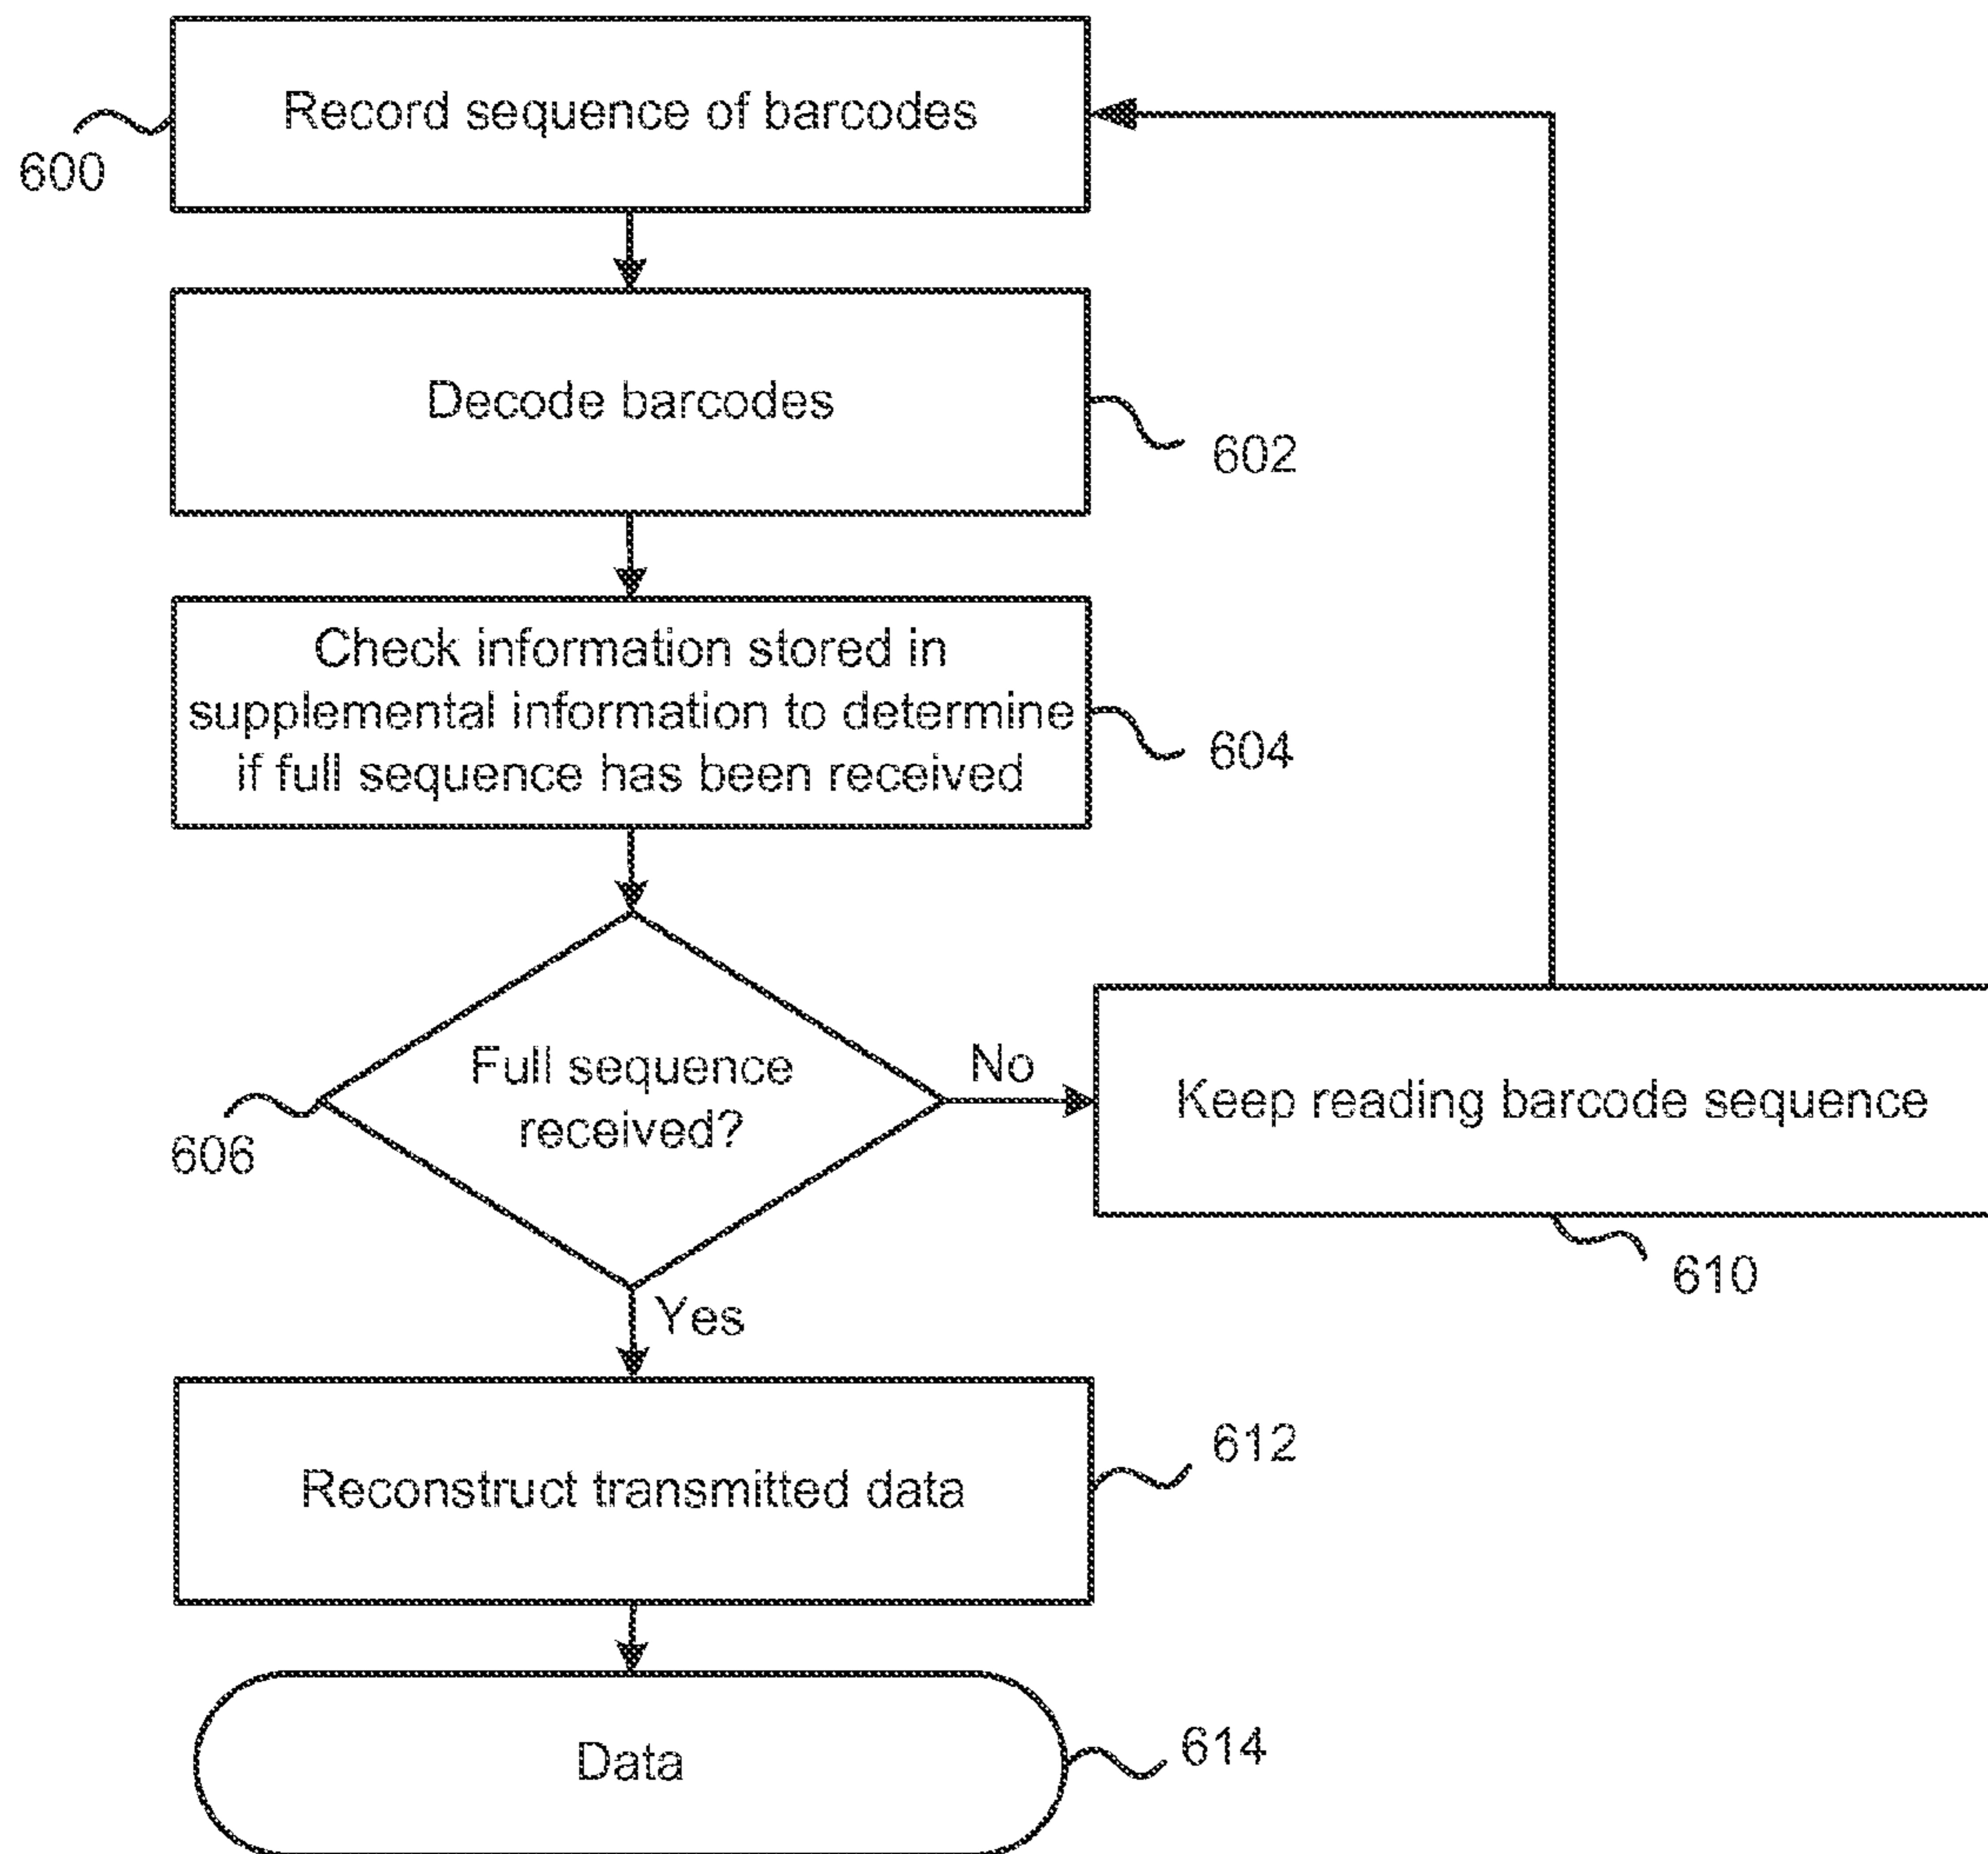 Record sequence of barcodes
600
Decode barcodes
602
Check information stored in
supplemental information to determine
if full sequence has been received
604
Full sequence
received?
606
No
Keep reading barcode sequence
610
Yes
Reconstruct transmitted data
612
Data
614